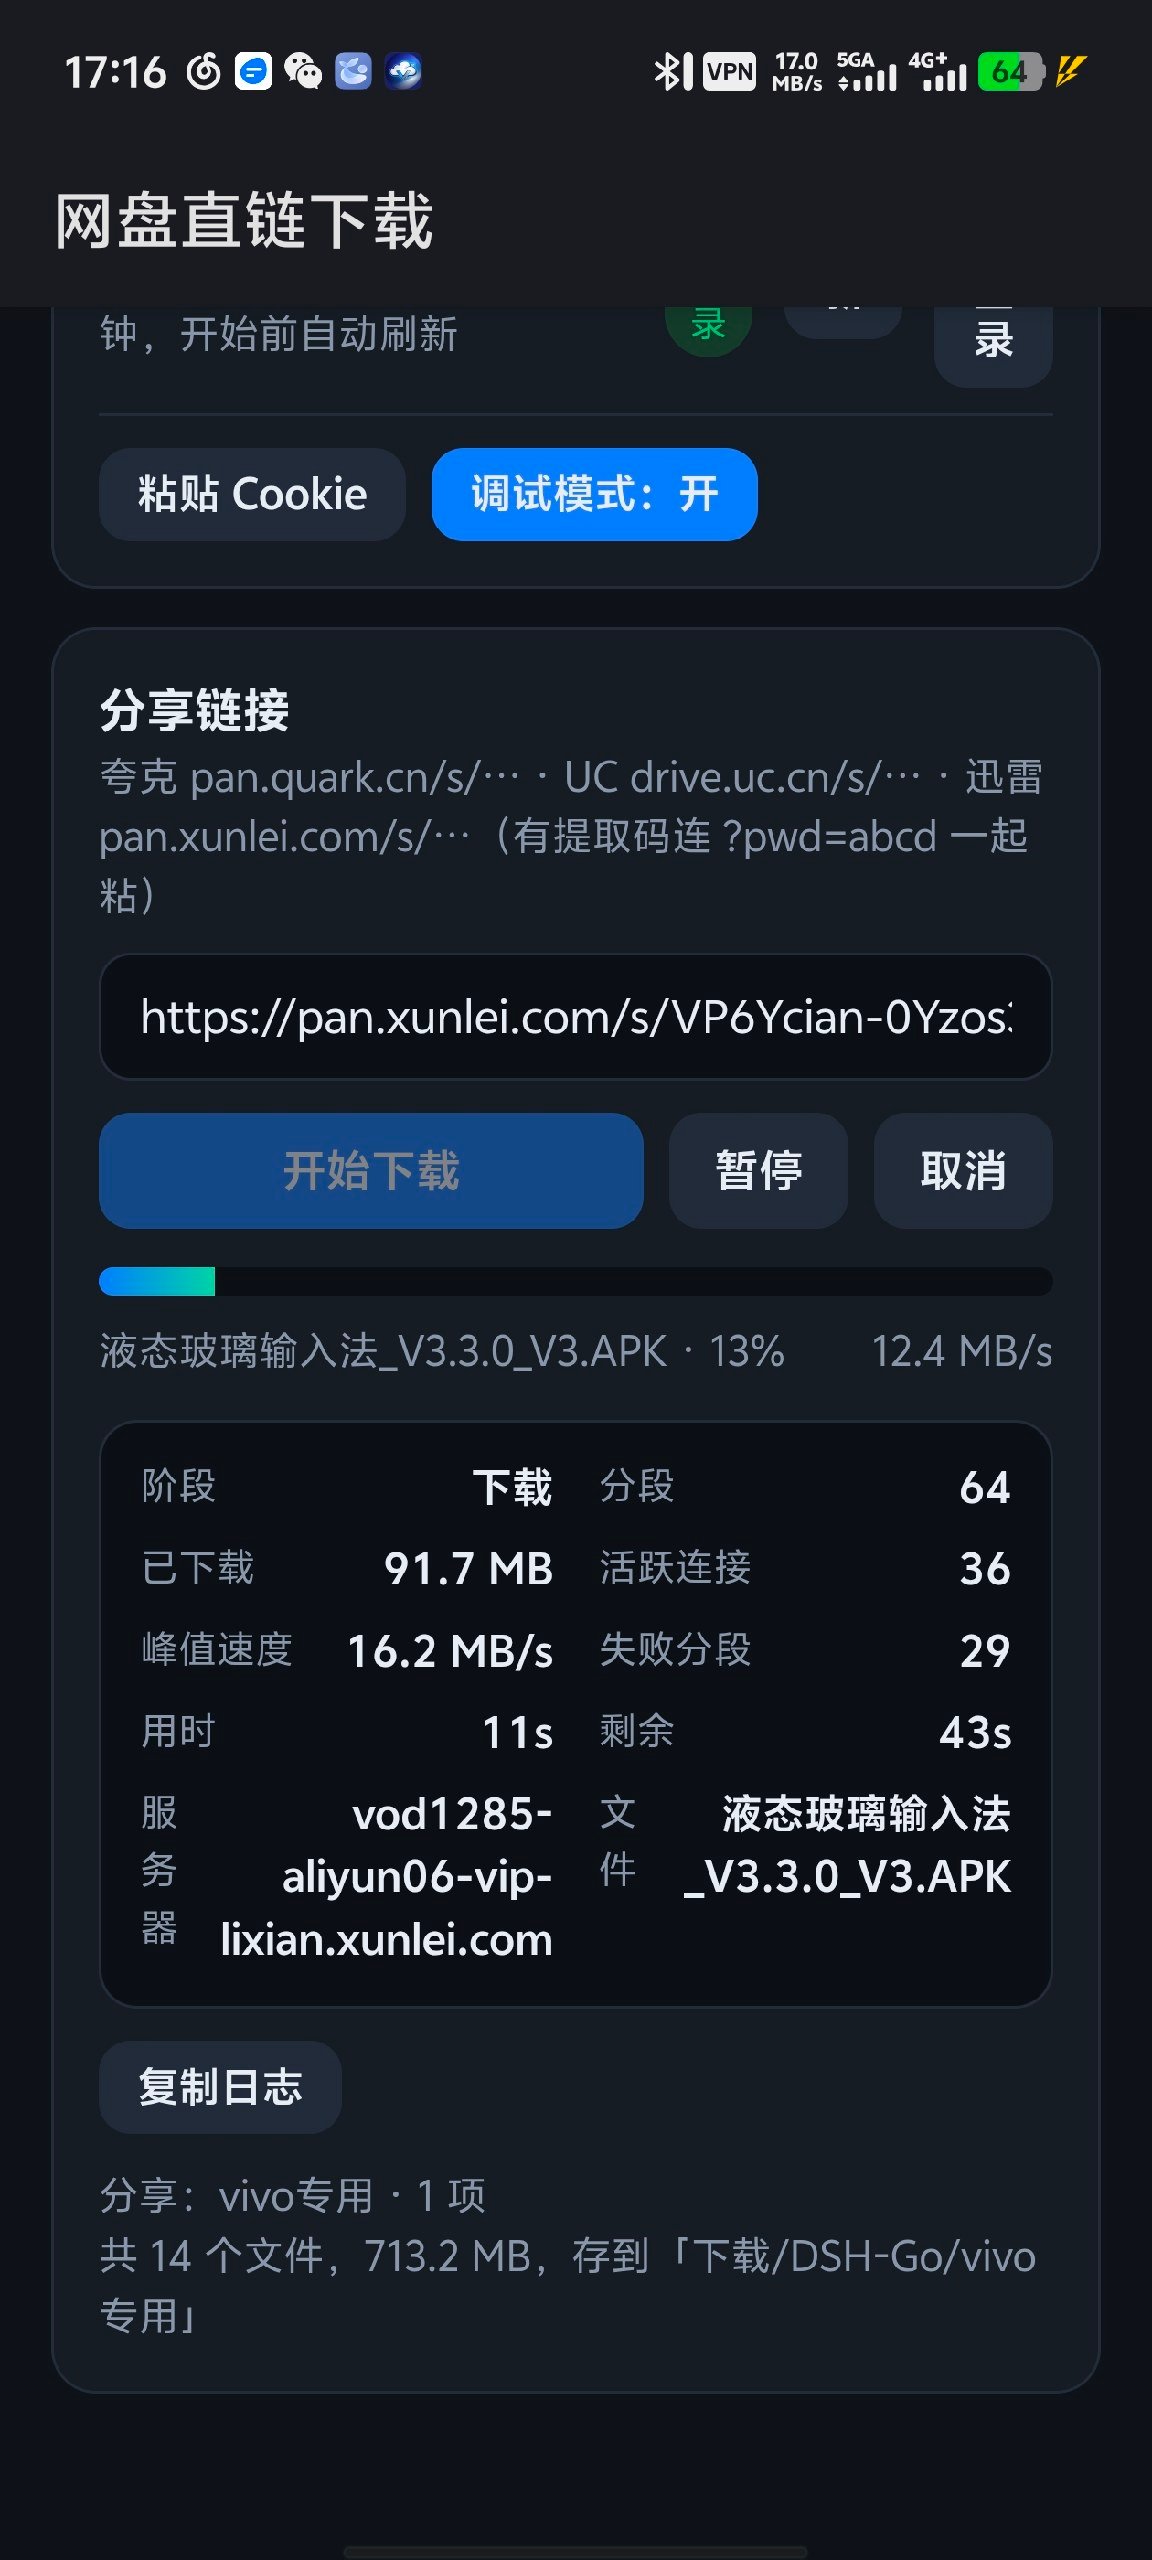 17:16 VPN 17.0 MB/s 5GA 4G+ 64
网盘直链下载
钟，开始前自动刷新
录
录
粘贴 Cookie
调试模式：开
分享链接
夸克 pan.quark.cn/s/… · UC drive.uc.cn/s/… · 迅雷
pan.xunlei.com/s/…（有提取码连 ?pwd=abcd 一起
粘）
https://pan.xunlei.com/s/VP6Ycian-0Yzos
开始下载
暂停
取消
液态玻璃输入法_V3.3.0_V3.APK · 13% 12.4 MB/s
阶段 下载 分段 64
已下载 91.7 MB 活跃连接 36
峰值速度 16.2 MB/s 失败分段 29
用时 11s 剩余 43s
服务器
vod1285-
aliyun06-vip-
lixian.xunlei.com
文件
液态玻璃输入法
_V3.3.0_V3.APK
复制日志
分享：vivo专用 · 1 项
共 14 个文件，713.2 MB，存到「下载/DSH-Go/vivo
专用」